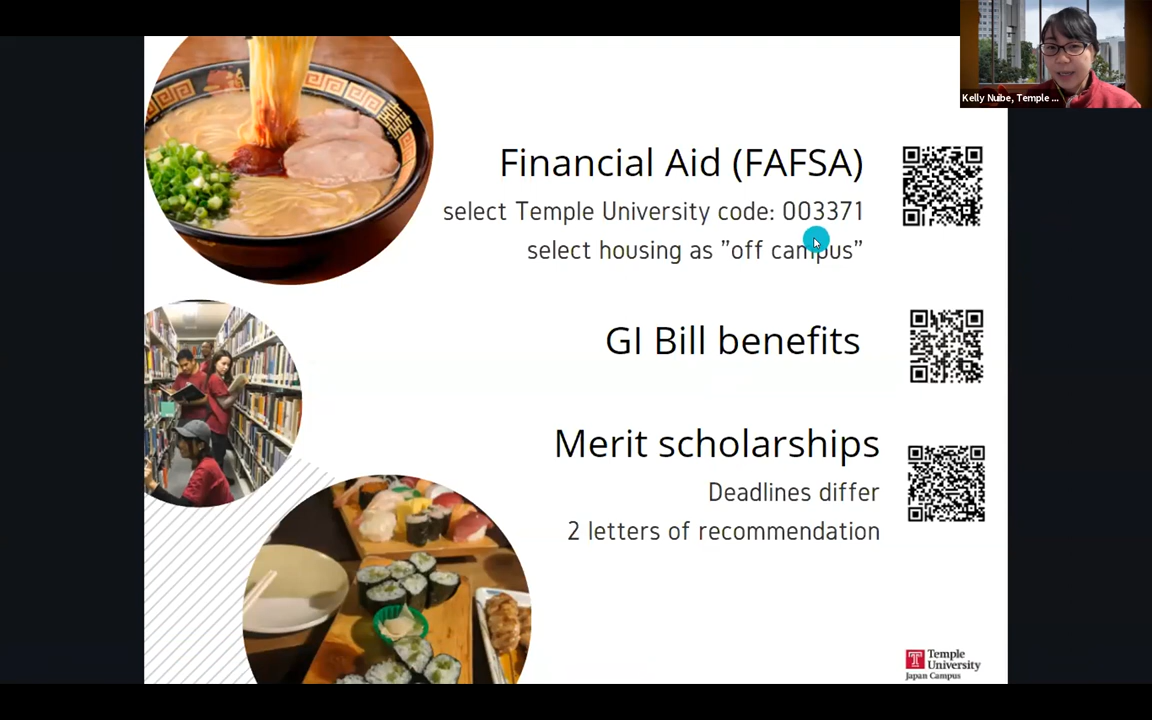 Kelly Nuibe, Temple ...
Financial Aid (FAFSA)
select Temple University code: 003371
select housing as "off campus"
GI Bill benefits
Merit scholarships
Deadlines differ
2 letters of recommendation
T Temple
University
Japan Campus